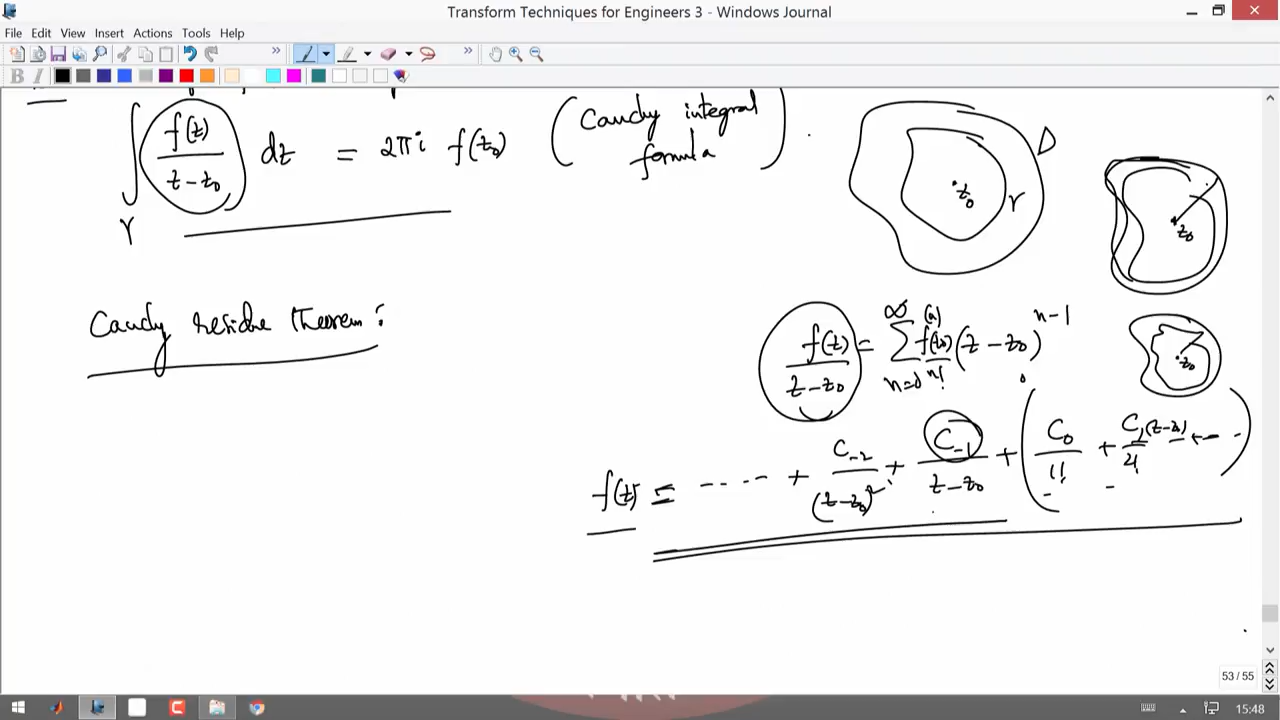 Transform Techniques for Engineers 3 - Windows Journal
File Edit View Insert Actions Tools Help
∫_γ f(z)/(z-z₀) dz = 2πi f(z₀) (Cauchy integral formula)
D
z₀ γ
z₀
Cauchy residue theorem:
f(z)/(z-z₀) = ∑_{n=0}^{∞} f^{(n)}(z₀)/n! (z-z₀)^{n-1}
z₀
f(z) = ---- + C₋₂/(z-z₀)² + C₋₁/(z-z₀) + (C₀/1! + C₁(z-z₀)/2! + --- )
53 / 55
15:48